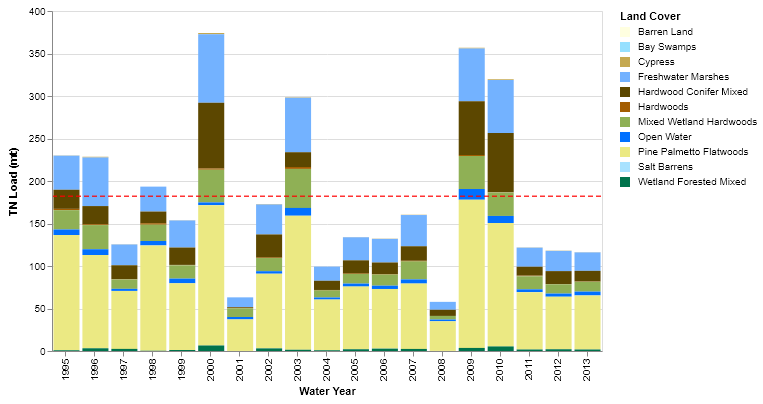 Land Cover
Barren Land
Bay Swamps
Cypress
Freshwater Marshes
Hardwood Conifer Mixed
Hardwoods
Mixed Wetland Hardwoods
Open Water
Pine Palmetto Flatwoods
Salt Barrens
Wetland Forested Mixed
TN Load (mt)
400
350
300
250
200
150
100
50
0
1995 1996 1997 1998 1999 2000 2001 2002 2003 2004 2005 2006 2007 2008 2009 2010 2011 2012 2013
Water Year